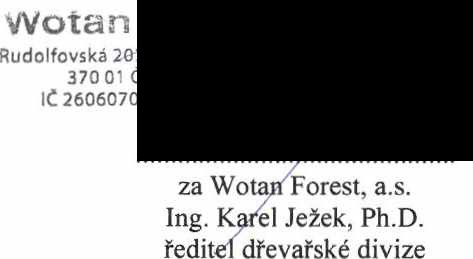 Wotan
Rudolfovská 20
370 01
IČ 2606070
za Wotan Forest, a.s.
Ing. Karel Ježek, Ph.D.
ředitel dřevařské divize